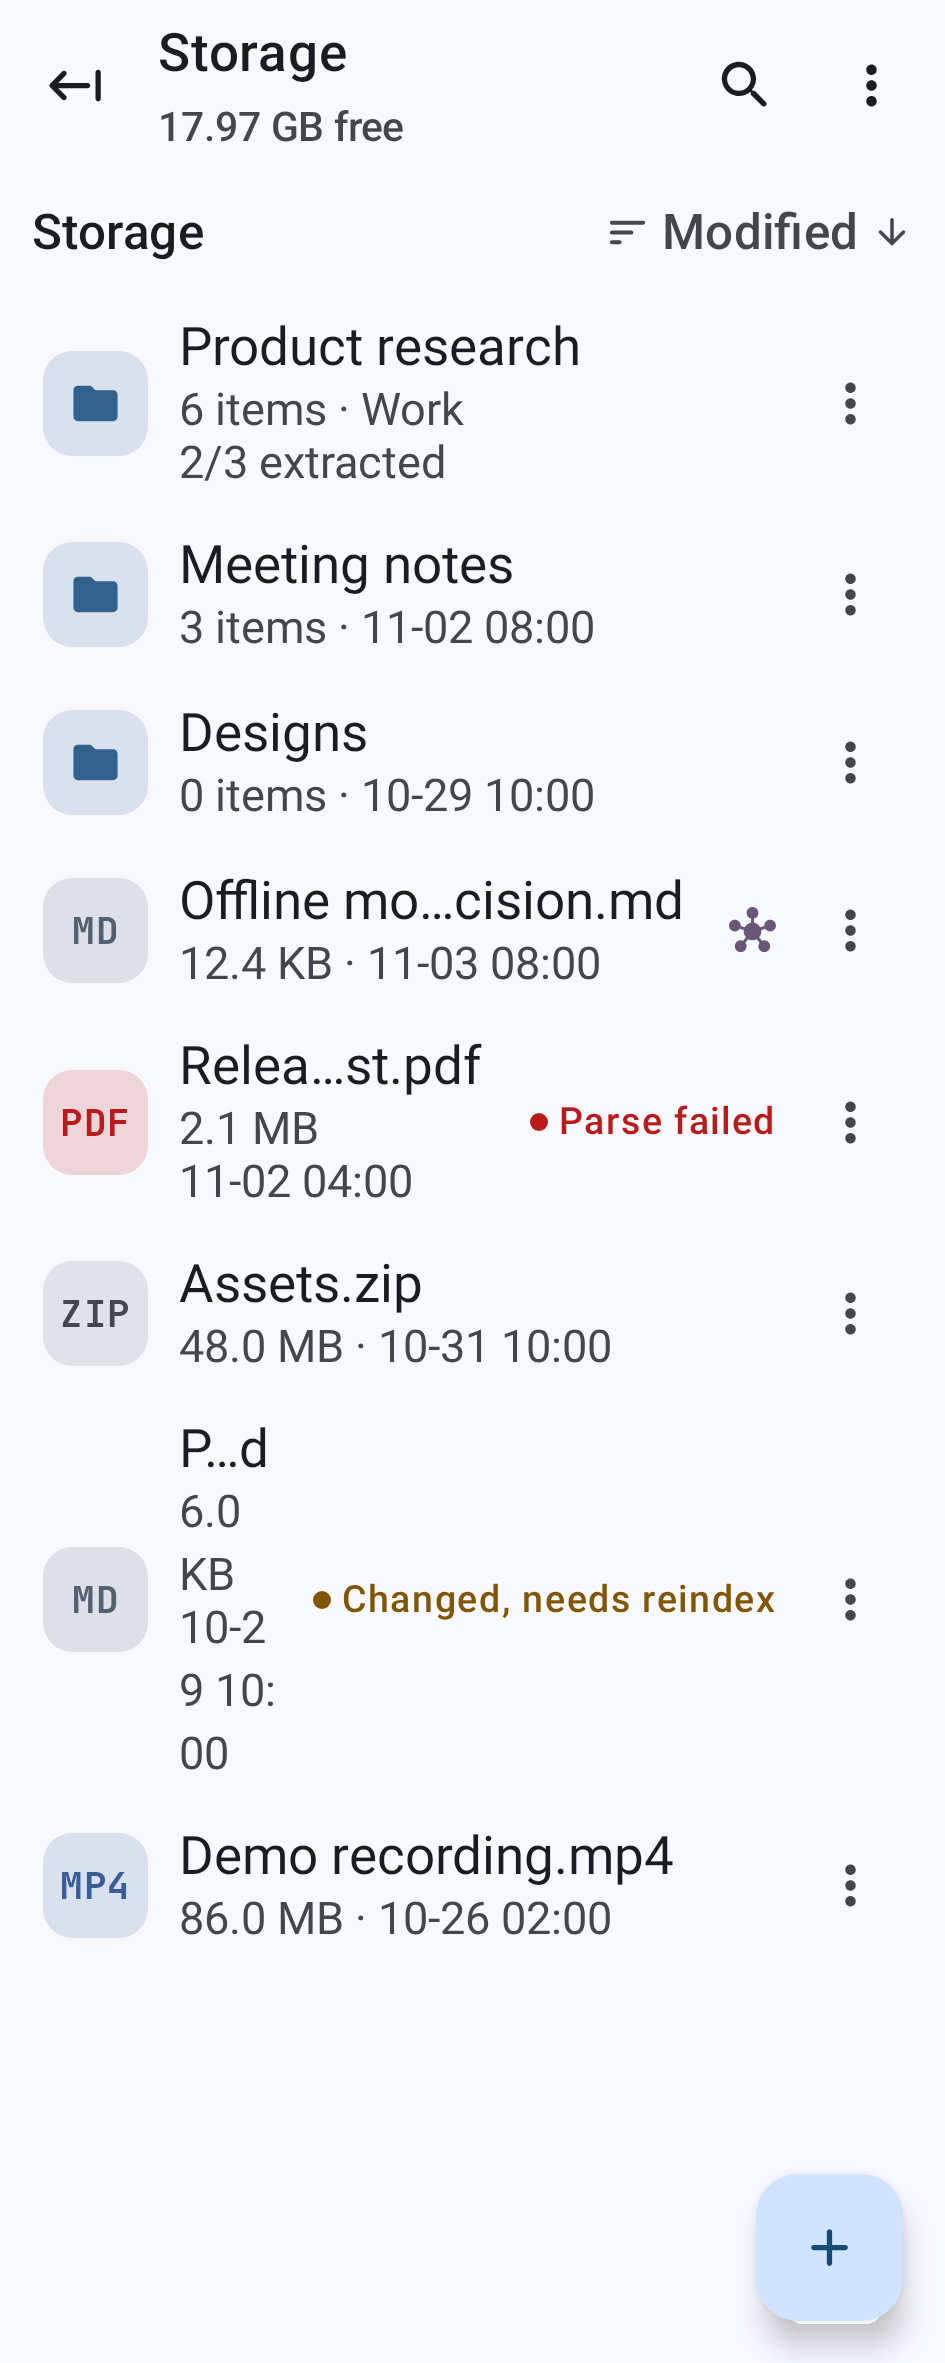 Storage
17.97 GB free
Storage
Modified
Product research
6 items · Work
2/3 extracted
Meeting notes
3 items · 11-02 08:00
Designs
0 items · 10-29 10:00
MD
Offline mo…cision.md
12.4 KB · 11-03 08:00
PDF
Relea…st.pdf
2.1 MB
11-02 04:00
Parse failed
ZIP
Assets.zip
48.0 MB · 10-31 10:00
MD
P…d
6.0
KB
10-2
9 10:
00
Changed, needs reindex
MP4
Demo recording.mp4
86.0 MB · 10-26 02:00